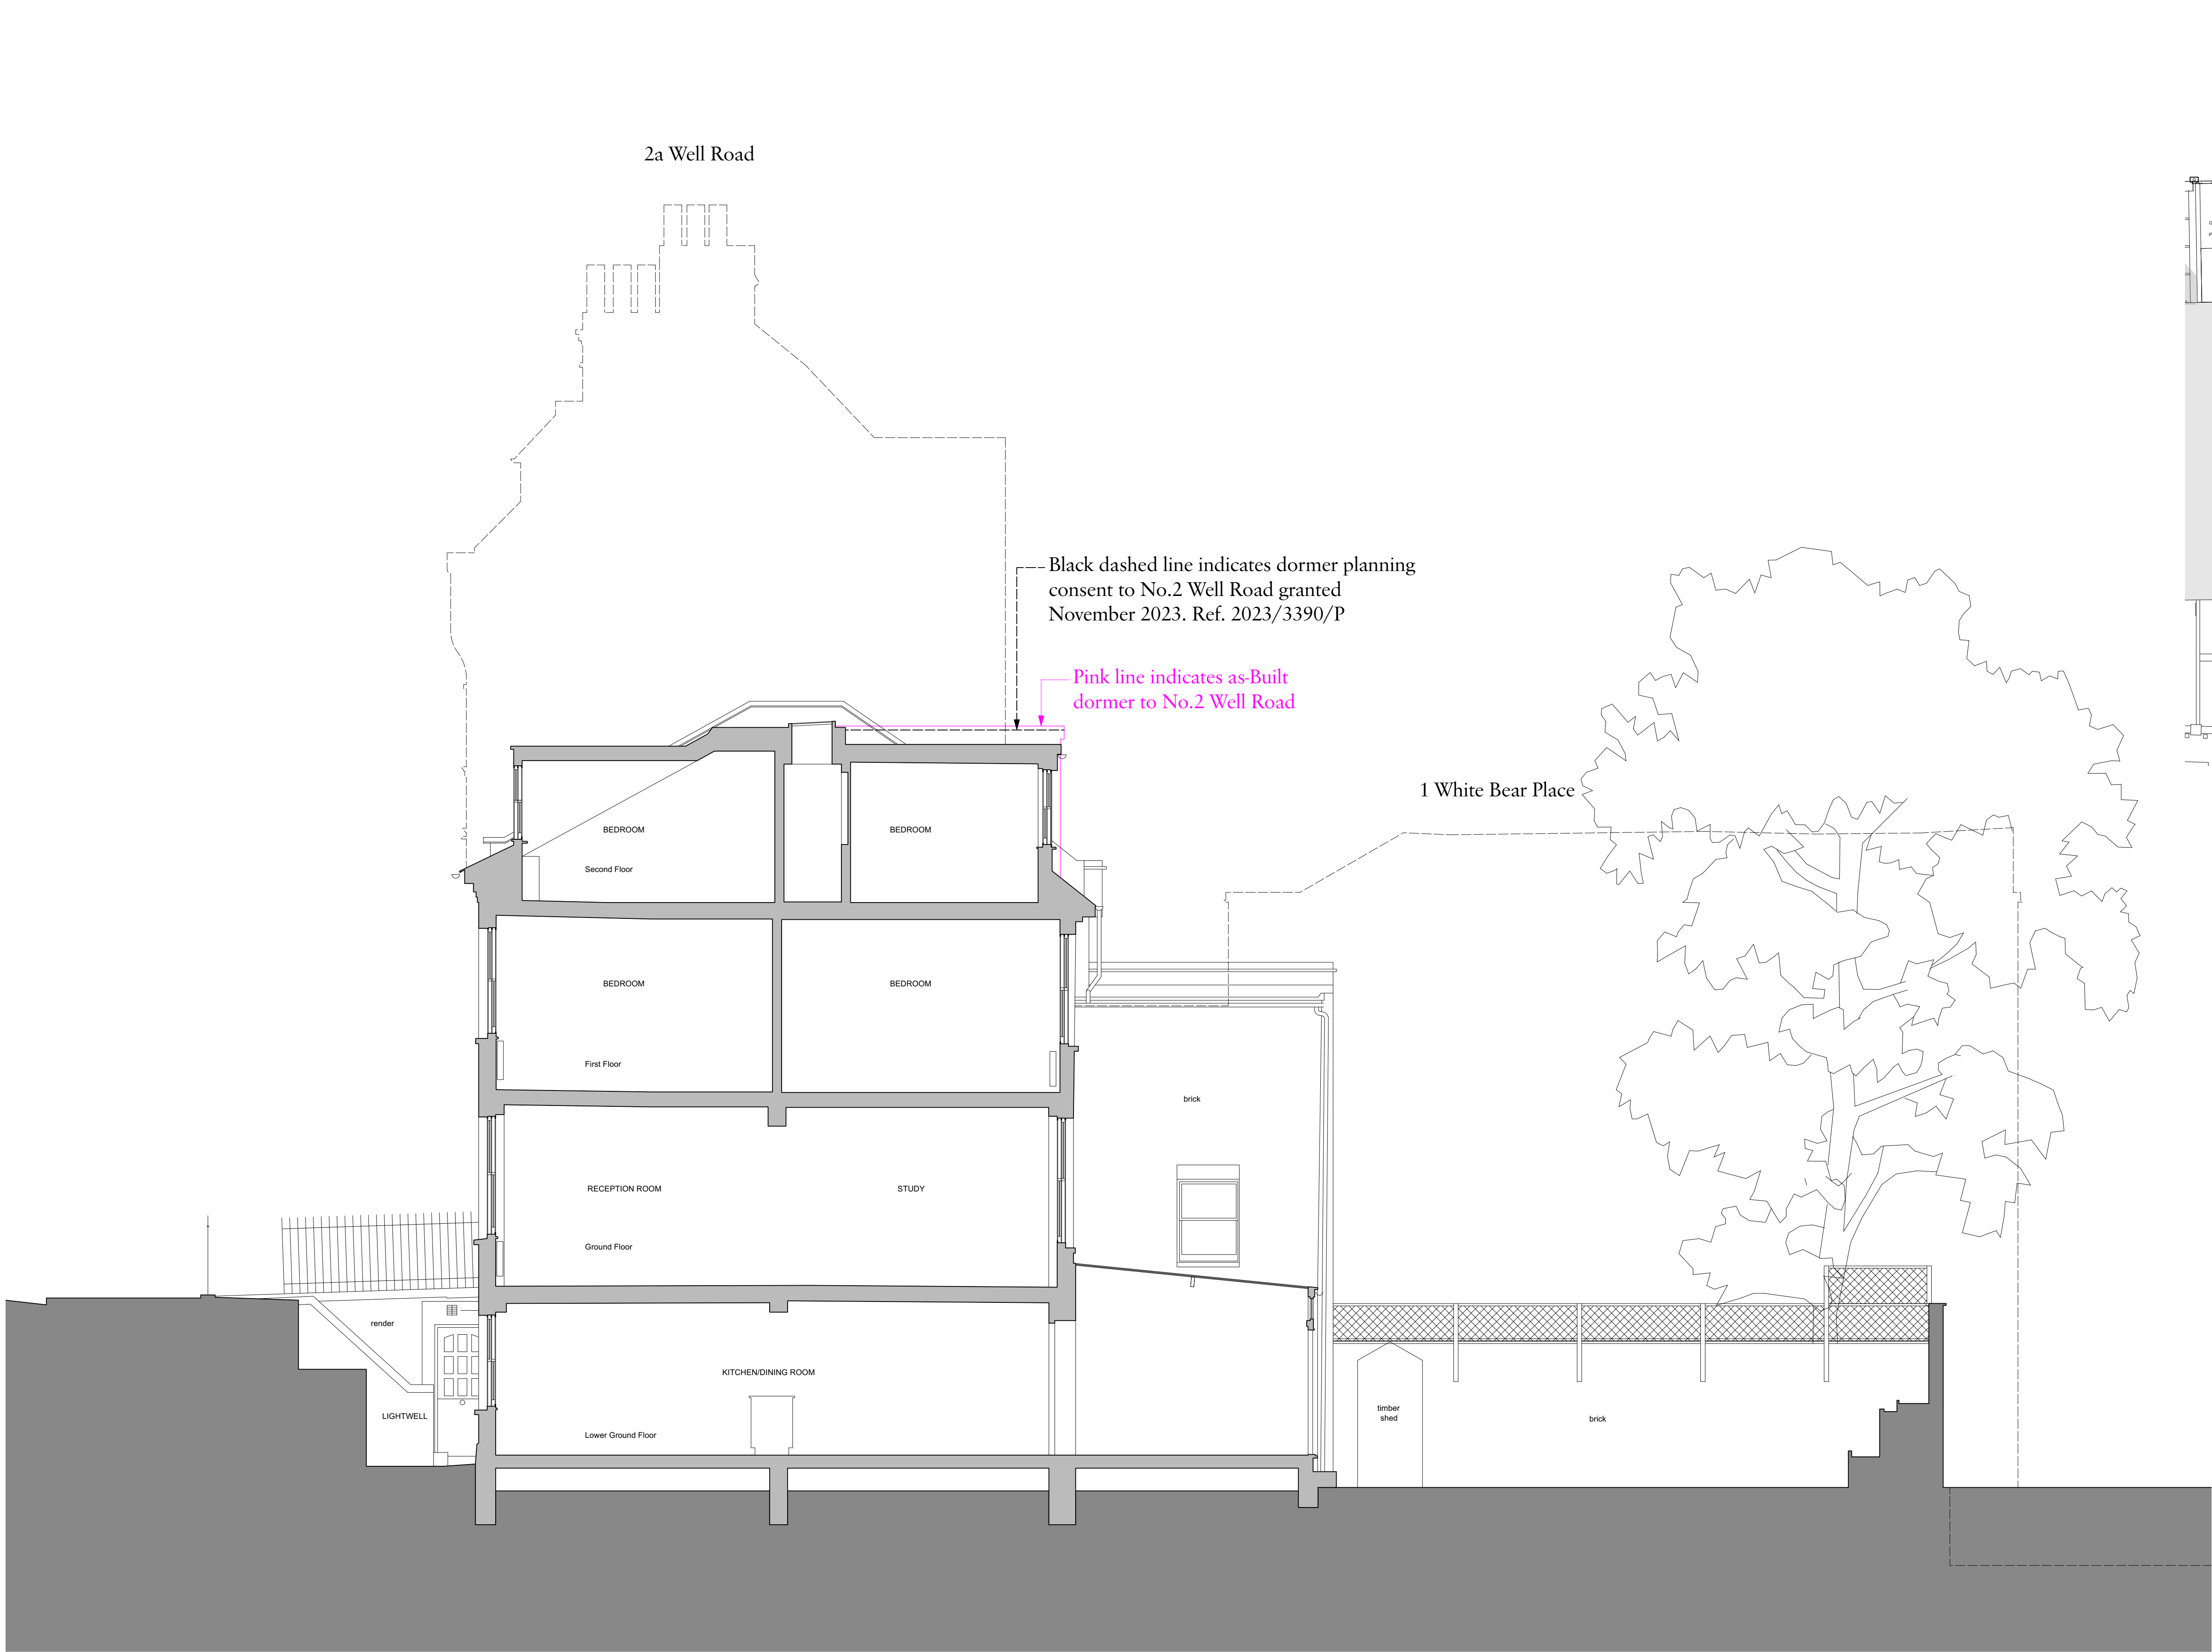 2a Well Road
Black dashed line indicates dormer planning
consent to No.2 Well Road granted
November 2023. Ref. 2023/3390/P
Pink line indicates as-Built
dormer to No.2 Well Road
1 White Bear Place
BEDROOM
BEDROOM
Second Floor
BEDROOM
BEDROOM
First Floor
brick
RECEPTION ROOM
STUDY
Ground Floor
render
KITCHEN/DINING ROOM
LIGHTWELL
Lower Ground Floor
timber
shed
brick